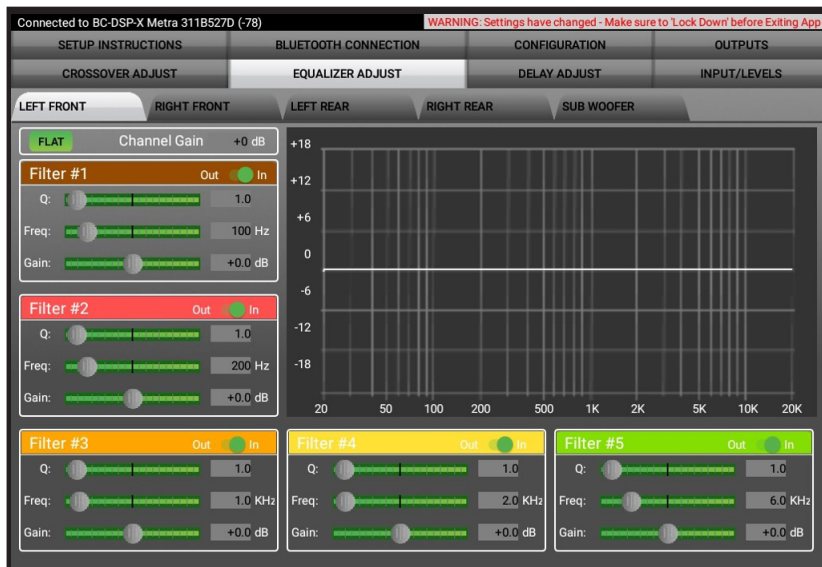 Connected to BC-DSP-X Metra 311B527D (-78)
WARNING: Settings have changed - Make sure to 'Lock Down' before Exiting App
SETUP INSTRUCTIONS
BLUETOOTH CONNECTION
CONFIGURATION
OUTPUTS
CROSSOVER ADJUST
EQUALIZER ADJUST
DELAY ADJUST
INPUT/LEVELS
LEFT FRONT
RIGHT FRONT
LEFT REAR
RIGHT REAR
SUB WOOFER
FLAT Channel Gain +0 dB
Filter #1 Out In
Q: 1.0
Freq: 100 Hz
Gain: +0.0 dB
Filter #2 Out In
Q: 1.0
Freq: 200 Hz
Gain: +0.0 dB
+18
+12
+6
0
-6
-12
-18
20 50 100 200 500 1K 2K 5K 10K 20K
Filter #3 Out In
Q: 1.0
Freq: 1.0 KHz
Gain: +0.0 dB
Filter #4 Out In
Q: 1.0
Freq: 2.0 KHz
Gain: +0.0 dB
Filter #5 Out In
Q: 1.0
Freq: 6.0 KHz
Gain: +0.0 dB